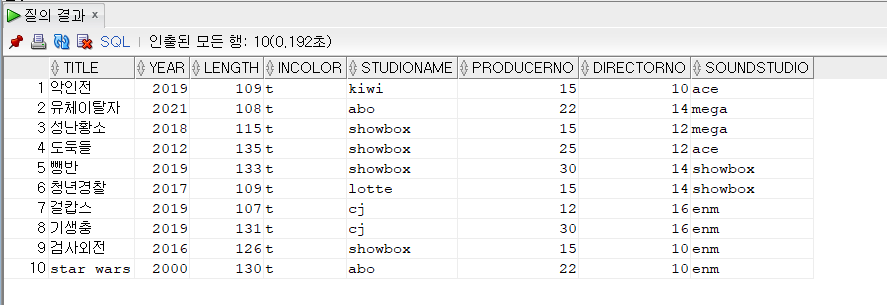 질의 결과 ×
SQL | 인출된 모든 행: 10(0,192초)
TITLE YEAR LENGTH INCOLOR STUDIONAME PRODUCERNO DIRECTORNO SOUNDSTUDIO
1 악인전 2019 109 t kiwi 15 10 ace
2 유체이탈자 2021 108 t abo 22 14 mega
3 성난황소 2018 115 t showbox 15 12 mega
4 도둑들 2012 135 t showbox 25 12 ace
5 뺑반 2019 133 t showbox 30 14 showbox
6 청년경찰 2017 109 t lotte 15 14 showbox
7 걸캅스 2019 107 t cj 12 16 enm
8 기생충 2019 131 t cj 30 16 enm
9 검사외전 2016 126 t showbox 15 10 enm
10 star wars 2000 130 t abo 22 10 enm